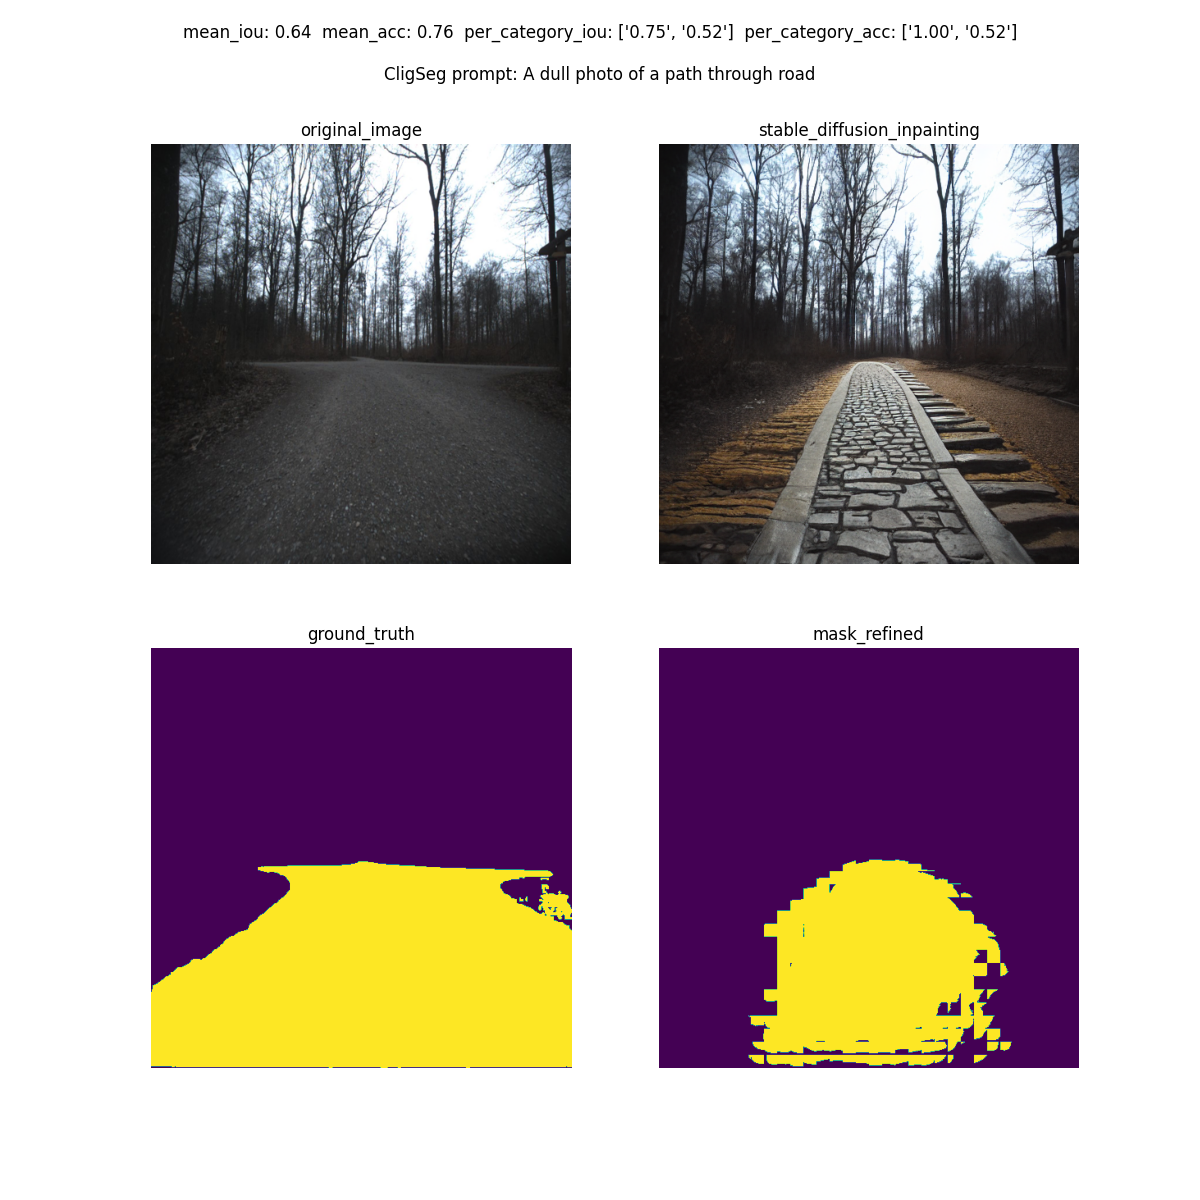 mean_iou: 0.64  mean_acc: 0.76  per_category_iou: ['0.75', '0.52']  per_category_acc: ['1.00', '0.52']
CligSeg prompt: A dull photo of a path through road
original_image
stable_diffusion_inpainting
ground_truth
mask_refined